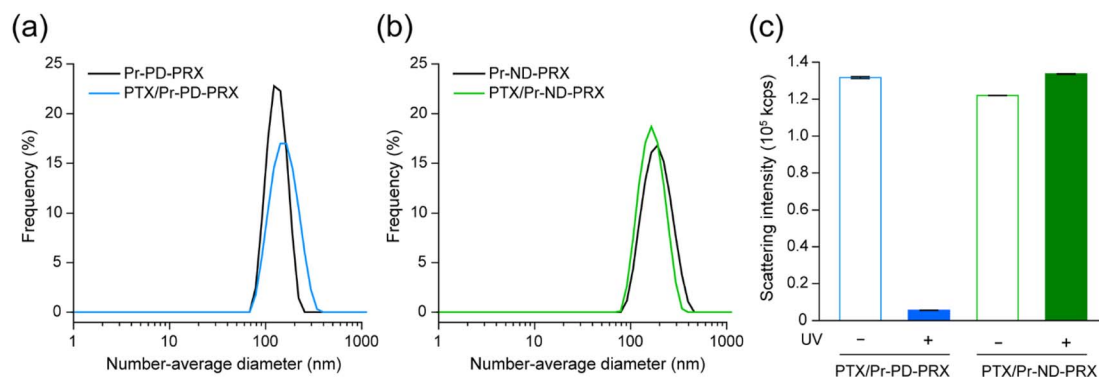 (a)
Pr-PD-PRX
PTX/Pr-PD-PRX
Frequency (%)
25
20
15
10
5
0
1 10 100 1000
Number-average diameter (nm)
(b)
Pr-ND-PRX
PTX/Pr-ND-PRX
Frequency (%)
25
20
15
10
5
0
1 10 100 1000
Number-average diameter (nm)
(c)
Scattering intensity (10⁵ kcps)
1.4
1.2
1.0
0.8
0.6
0.4
0.2
0
UV − + − +
PTX/Pr-PD-PRX PTX/Pr-ND-PRX